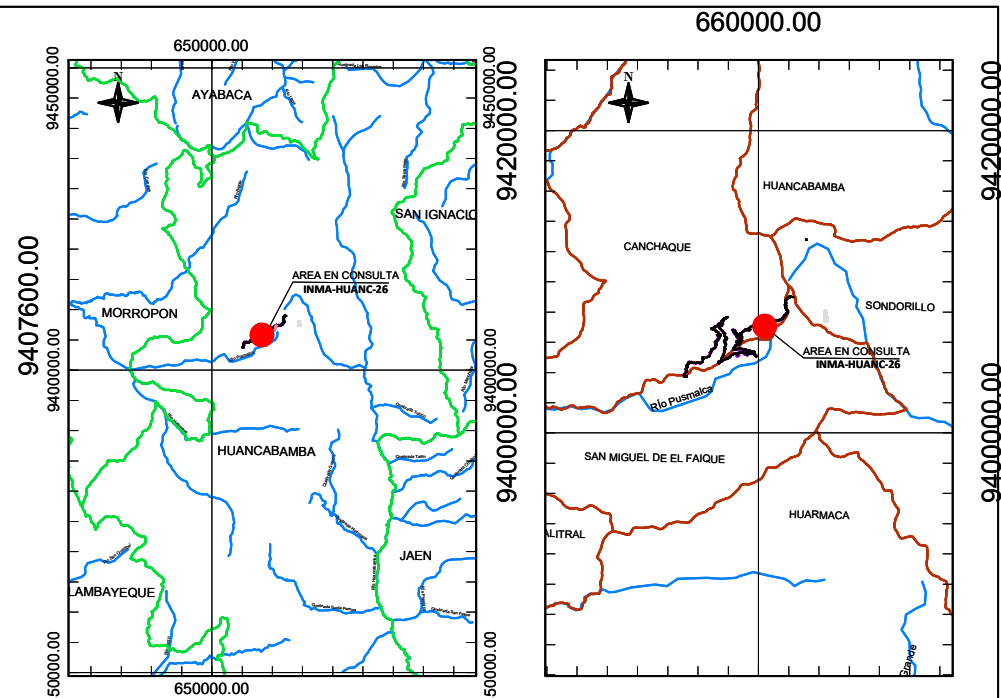 660000.00
650000.00
N
AYABACA
9450000.00
9450000.00
SAN IGNACIO
AREA EN CONSULTA
INMA-HUANC-26
MORROPON
9407600.00
9400000.00
9400000.00
HUANCABAMBA
JAEN
LAMBAYEQUE
500000.00
500000.00
650000.00
N
9420000.00
9420000.00
HUANCABAMBA
CANCHAQUE
SONDORILLO
AREA EN CONSULTA
INMA-HUANC-26
Río Pusmalca
9400000.00
9400000.00
SAN MIGUEL DE EL FAIQUE
HUARMACA
ALITRAL
Grande